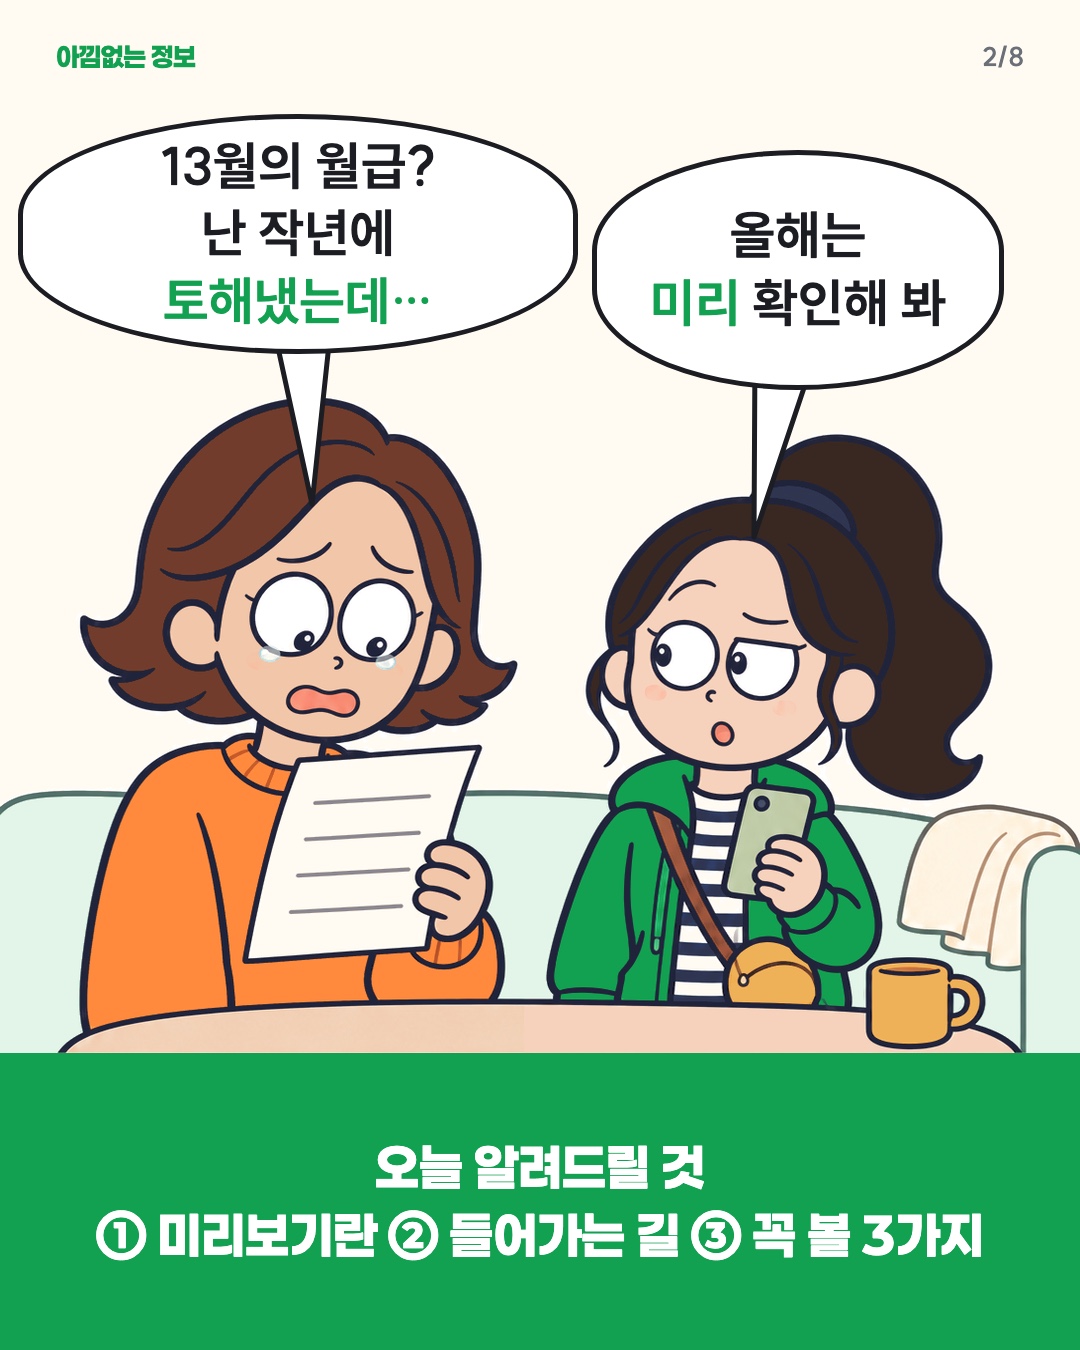 아낌없는 정보
2/8
13월의 월급?
난 작년에
토해냈는데…
올해는
미리 확인해 봐
오늘 알려드릴 것
① 미리보기란 ② 들어가는 길 ③ 꼭 볼 3가지